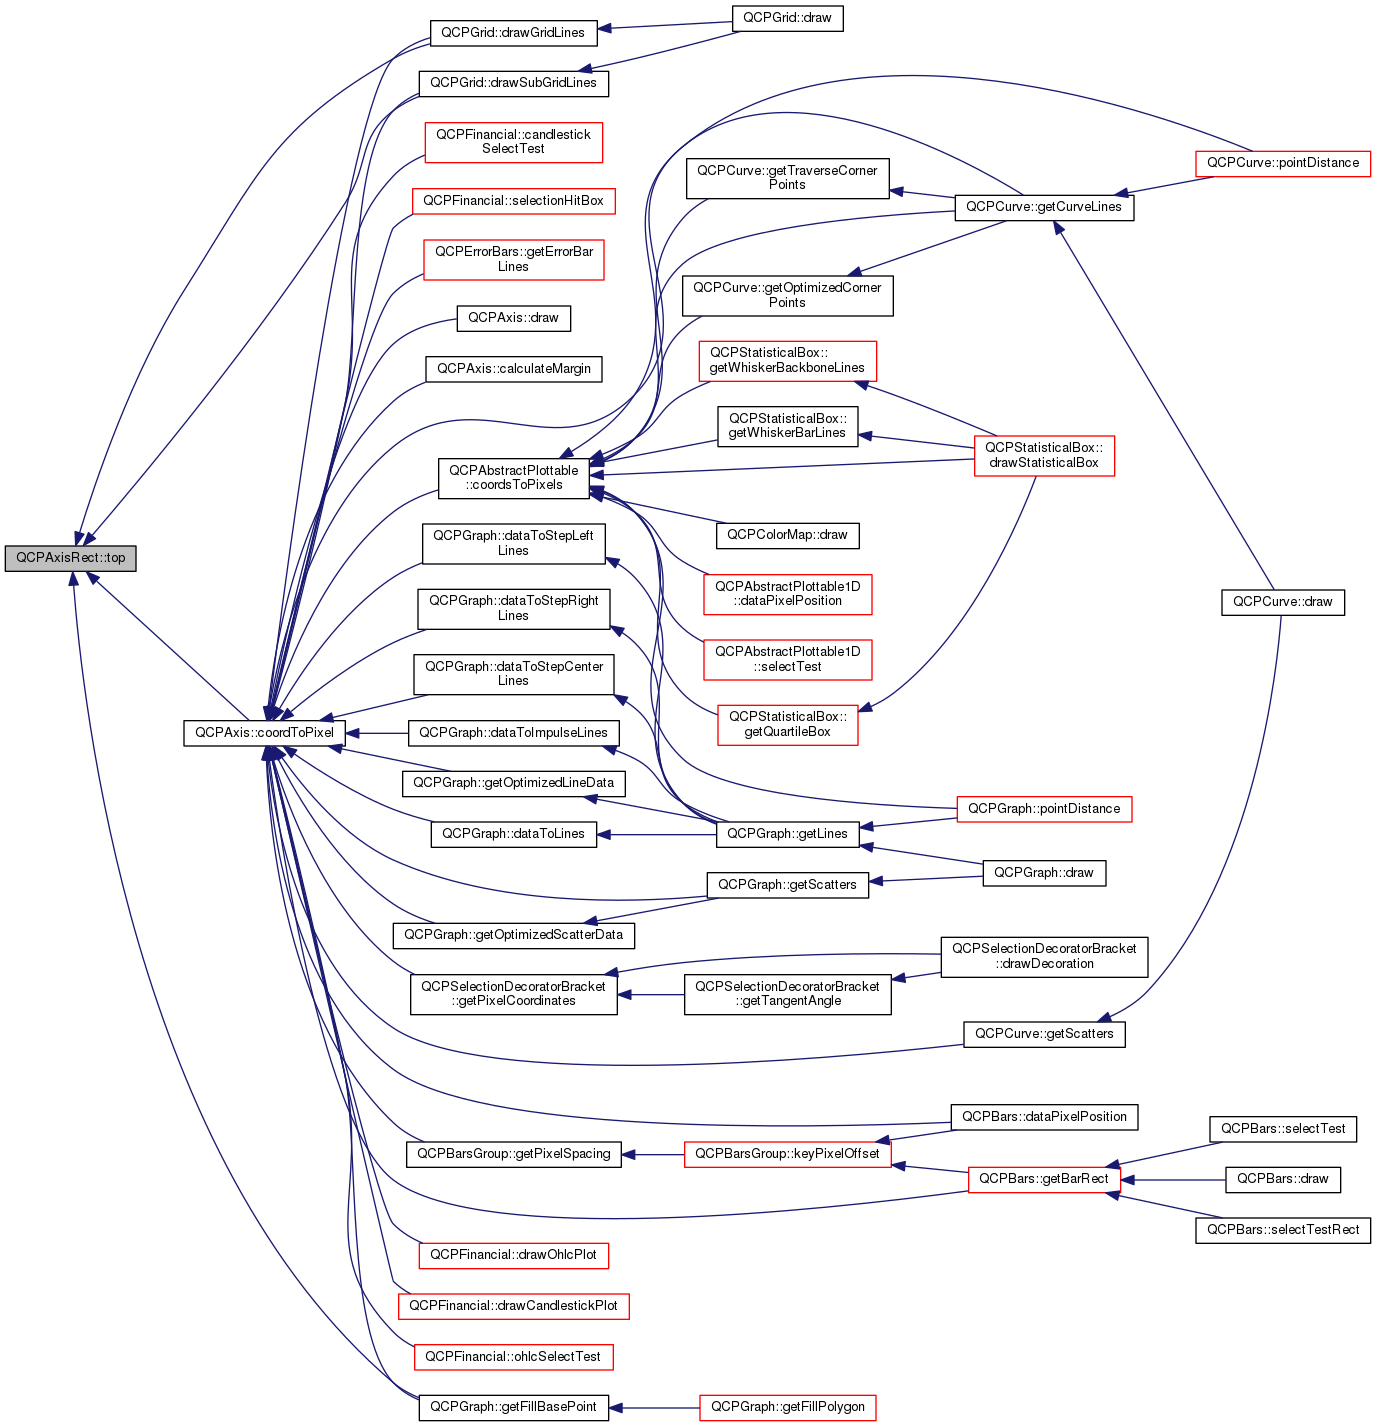 QCPAxisRect::top
QCPAxis::coordToPixel
QCPGrid::drawGridLines
QCPGrid::drawSubGridLines
QCPFinancial::candlestick
SelectTest
QCPFinancial::selectionHitBox
QCPErrorBars::getErrorBar
Lines
QCPAxis::draw
QCPAxis::calculateMargin
QCPAbstractPlottable
::coordsToPixels
QCPGraph::dataToStepLeft
Lines
QCPGraph::dataToStepRight
Lines
QCPGraph::dataToStepCenter
Lines
QCPGraph::dataToImpulseLines
QCPGraph::getOptimizedLineData
QCPGraph::dataToLines
QCPGraph::getOptimizedScatterData
QCPSelectionDecoratorBracket
::getPixelCoordinates
QCPBarsGroup::getPixelSpacing
QCPFinancial::drawOhlcPlot
QCPFinancial::drawCandlestickPlot
QCPFinancial::ohlcSelectTest
QCPGraph::getFillBasePoint
QCPGrid::draw
QCPCurve::getTraverseCorner
Points
QCPCurve::getOptimizedCorner
Points
QCPStatisticalBox::
getWhiskerBackboneLines
QCPStatisticalBox::
getWhiskerBarLines
QCPColorMap::draw
QCPAbstractPlottable1D
::dataPixelPosition
QCPAbstractPlottable1D
::selectTest
QCPStatisticalBox::
getQuartileBox
QCPGraph::getLines
QCPGraph::getScatters
QCPSelectionDecoratorBracket
::getTangentAngle
QCPBarsGroup::keyPixelOffset
QCPGraph::getFillPolygon
QCPCurve::getCurveLines
QCPStatisticalBox::
drawStatisticalBox
QCPGraph::pointDistance
QCPGraph::draw
QCPSelectionDecoratorBracket
::drawDecoration
QCPCurve::getScatters
QCPBars::dataPixelPosition
QCPBars::getBarRect
QCPCurve::pointDistance
QCPCurve::draw
QCPBars::selectTest
QCPBars::draw
QCPBars::selectTestRect